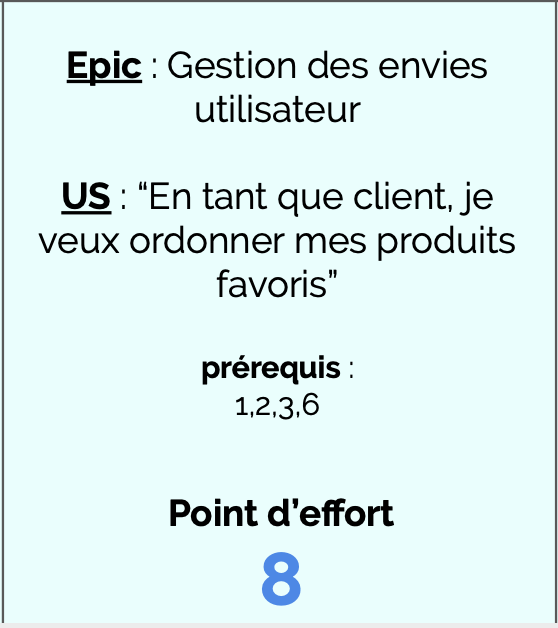 Epic : Gestion des envies
utilisateur
US : “En tant que client, je
veux ordonner mes produits
favoris”
prérequis :
1,2,3,6
Point d’effort
8